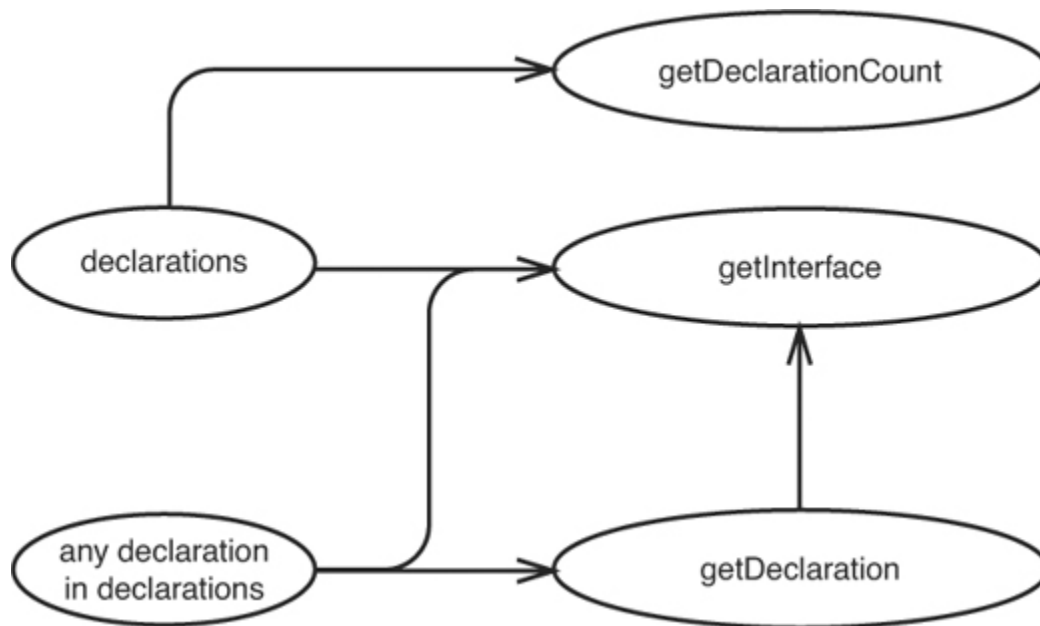 getDeclarationCount
declarations
getInterface
any declaration
in declarations
getDeclaration